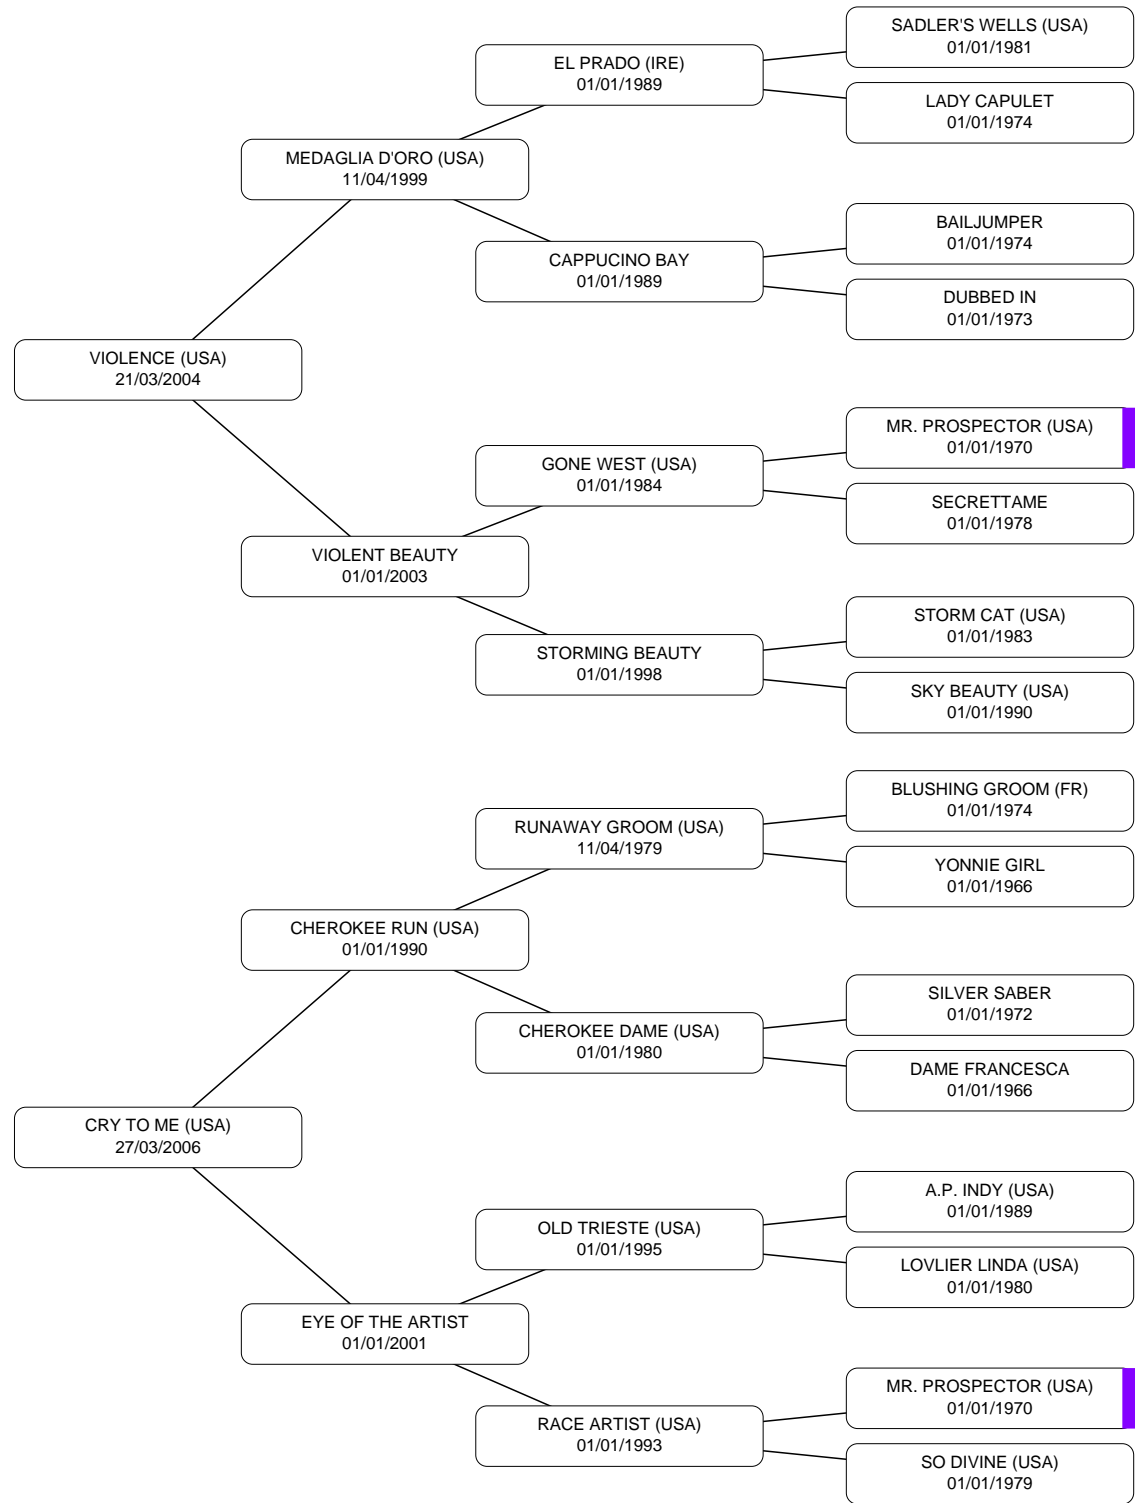 SADLER'S WELLS (USA)
01/01/1981
EL PRADO (IRE)
01/01/1989
LADY CAPULET
01/01/1974
MEDAGLIA D'ORO (USA)
11/04/1999
BAILJUMPER
01/01/1974
CAPPUCINO BAY
01/01/1989
DUBBED IN
01/01/1973
VIOLENCE (USA)
21/03/2004
MR. PROSPECTOR (USA)
01/01/1970
GONE WEST (USA)
01/01/1984
SECRETTAME
01/01/1978
VIOLENT BEAUTY
01/01/2003
STORM CAT (USA)
01/01/1983
STORMING BEAUTY
01/01/1998
SKY BEAUTY (USA)
01/01/1990
BLUSHING GROOM (FR)
01/01/1974
RUNAWAY GROOM (USA)
11/04/1979
YONNIE GIRL
01/01/1966
CHEROKEE RUN (USA)
01/01/1990
SILVER SABER
01/01/1972
CHEROKEE DAME (USA)
01/01/1980
DAME FRANCESCA
01/01/1966
CRY TO ME (USA)
27/03/2006
A.P. INDY (USA)
01/01/1989
OLD TRIESTE (USA)
01/01/1995
LOVLIER LINDA (USA)
01/01/1980
EYE OF THE ARTIST
01/01/2001
MR. PROSPECTOR (USA)
01/01/1970
RACE ARTIST (USA)
01/01/1993
SO DIVINE (USA)
01/01/1979